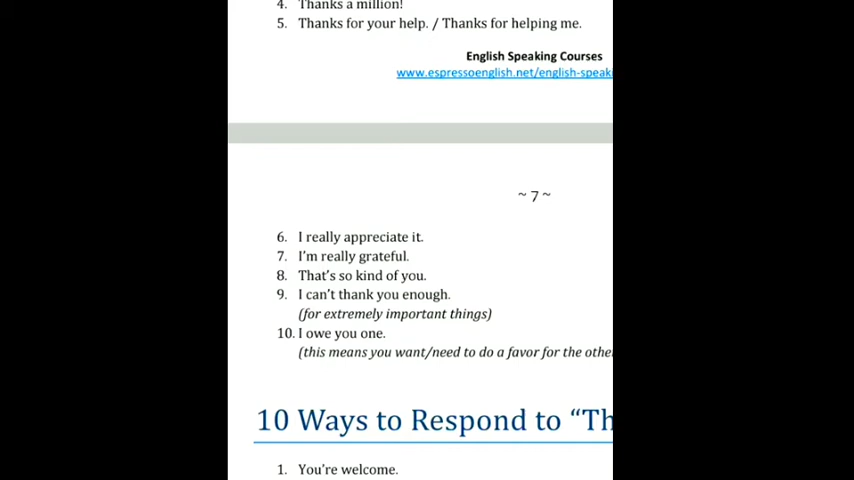 4. Thanks a million!
5. Thanks for your help. / Thanks for helping me.
English Speaking Courses
www.espressoenglish.net/english-speaki
~ 7 ~
6. I really appreciate it.
7. I'm really grateful.
8. That's so kind of you.
9. I can't thank you enough.
(for extremely important things)
10. I owe you one.
(this means you want/need to do a favor for the othe
10 Ways to Respond to “Th
1. You're welcome.